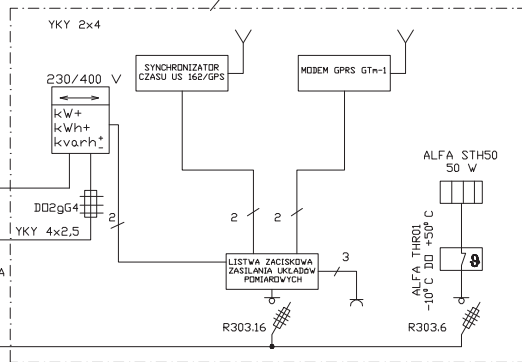 YKY 2x4
SYNCHRONIZATOR
CZASU US 162/GPS
MODEM GPRS GTm-1
230/400 V
kW+
kWh+
kvarh±
ALFA STH50
50 W
DO2gG4
2
2
2
YKY 4x2,5
LISTWA ZACISKOWA
ZASILANIA UKŁADÓW
POMIAROWYCH
3
ALFA THR01
-10° C DO +50° C
ϑ
A
R303.16
R303.6